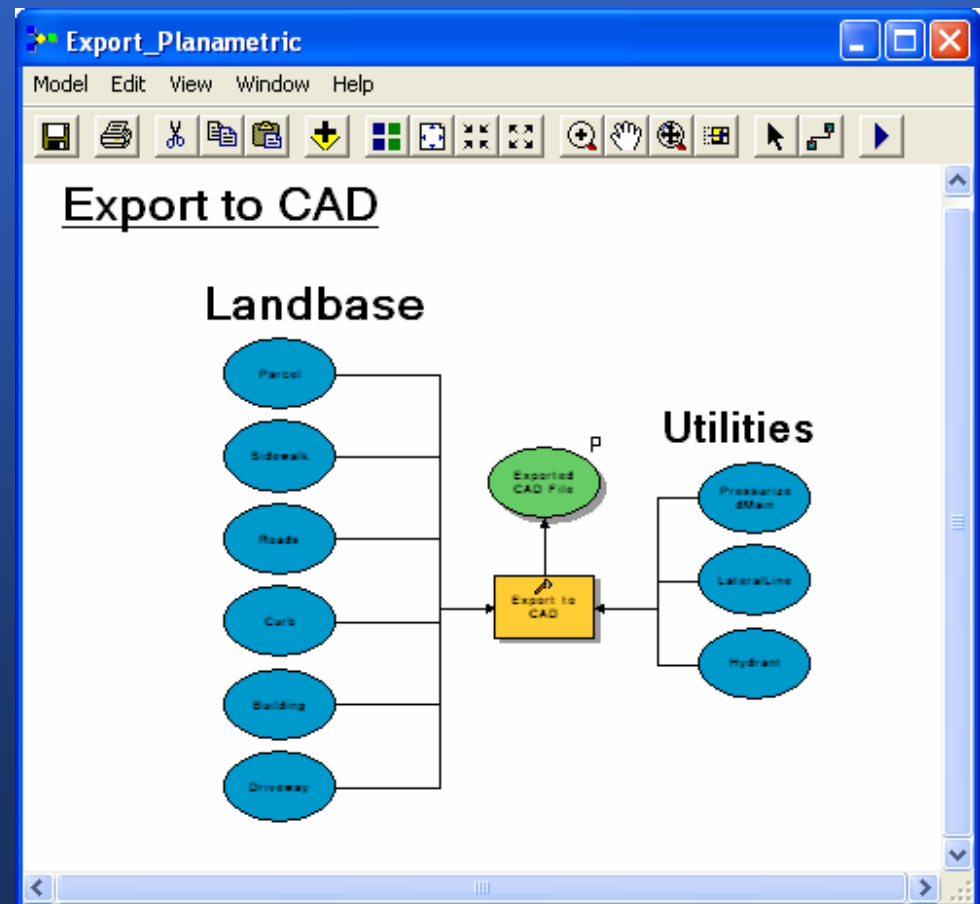 Export_Planametric
Model Edit View Window Help
Export to CAD
Landbase
Parcel
Sidewalk
Roads
Curb
Building
Driveway
P
Exported
CAD File
Export to
CAD
Utilities
Pressurize
dMain
LateralLine
Hydrant